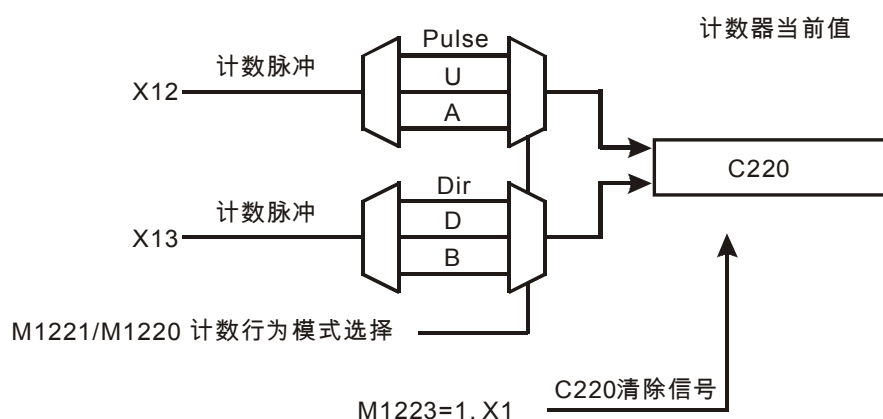 计数器当前值
Pulse
计数脉冲
U
X12
A
C220
Dir
计数脉冲
D
X13
B
M1221/M1220 计数行为模式选择
C220清除信号
M1223=1, X1